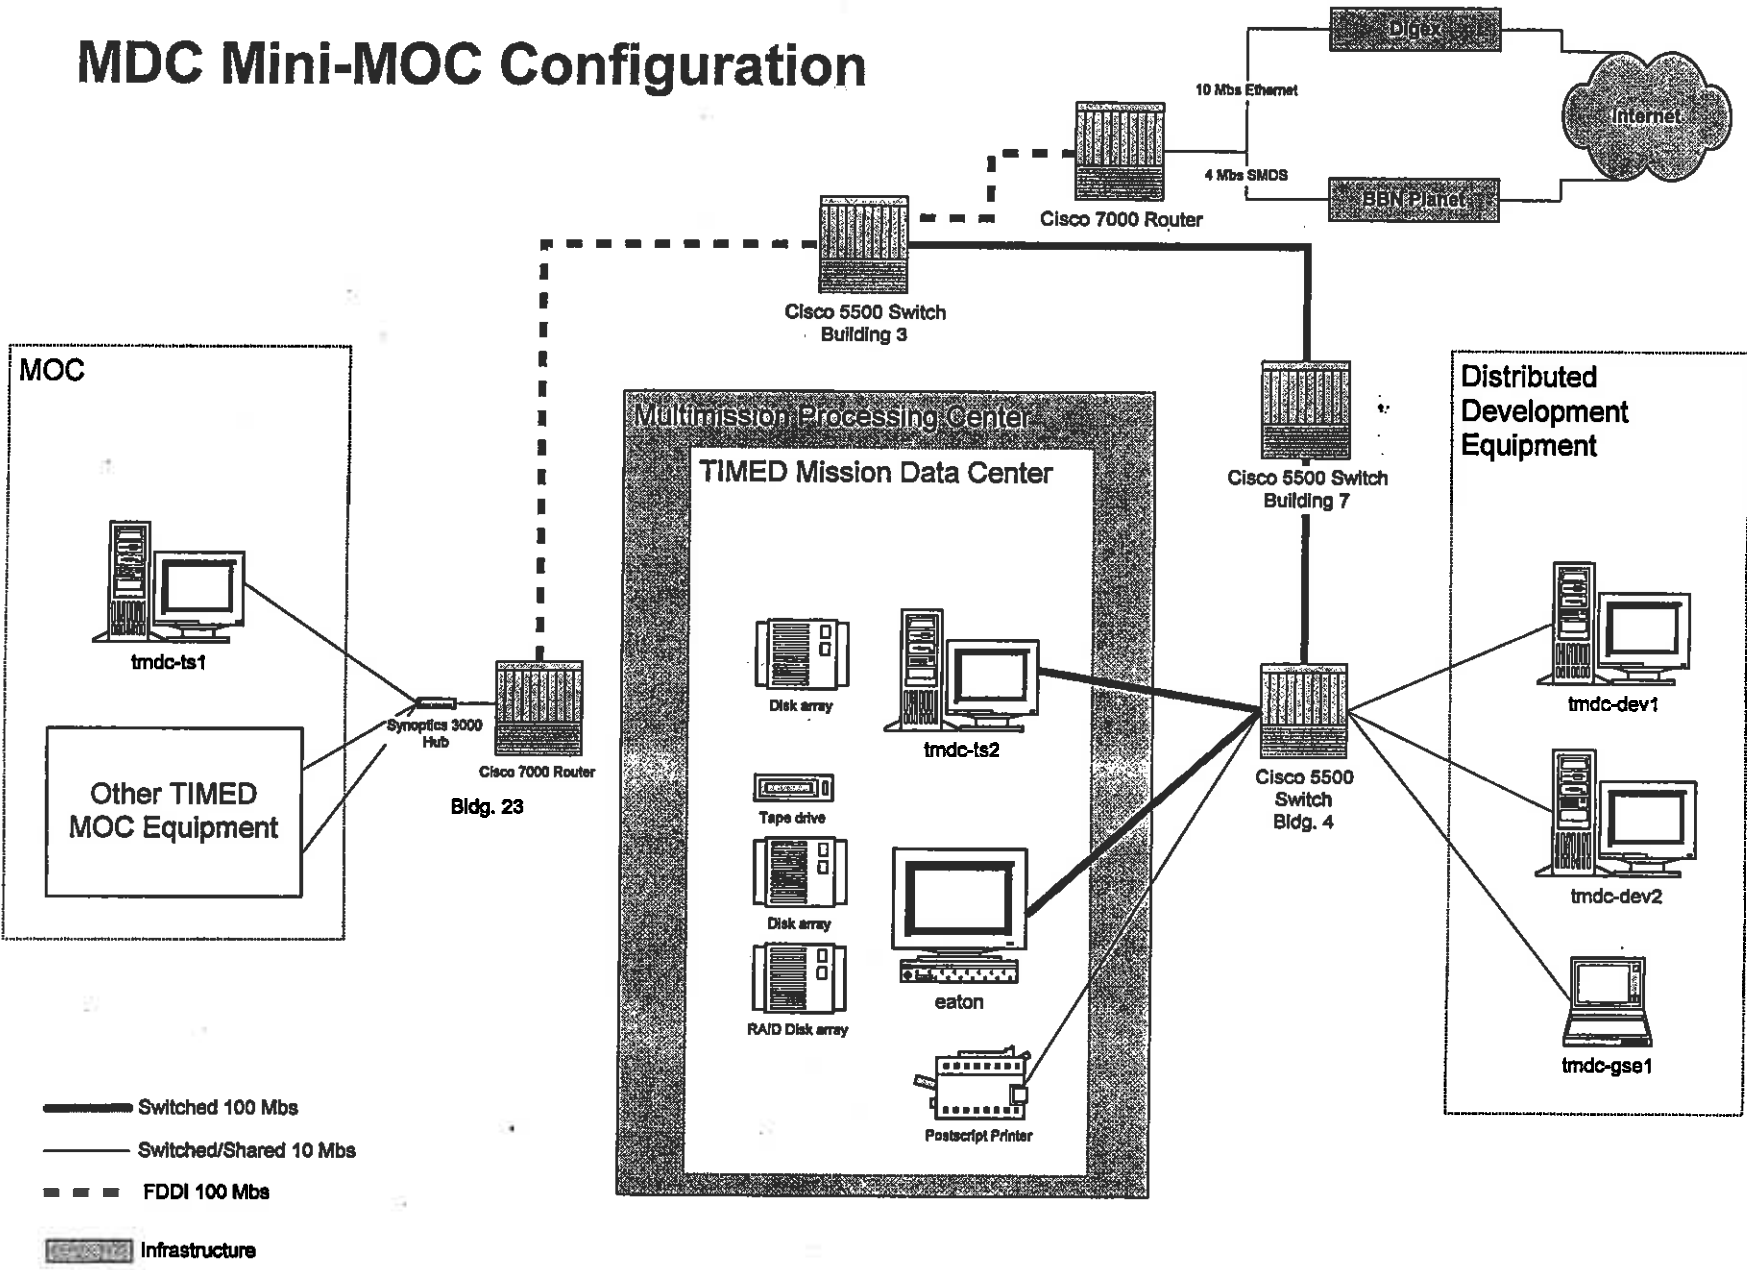 MDC Mini-MOC Configuration
Digex
10 Mbs Ethernet
Internet
4 Mbs SMDS
BBN Planet
Cisco 7000 Router
Cisco 5500 Switch
Building 3
MOC
Multimission Processing Center
TIMED Mission Data Center
Cisco 5500 Switch
Building 7
Distributed
Development
Equipment
tmdc-ts1
Synoptics 3000
Hub
Cisco 7000 Router
Bldg. 23
Other TIMED
MOC Equipment
Disk array
tmdc-ts2
Tape drive
Disk array
eaton
RAID Disk array
Postscript Printer
Cisco 5500
Switch
Bldg. 4
tmdc-dev1
tmdc-dev2
tmdc-gse1
Switched 100 Mbs
Switched/Shared 10 Mbs
FDDI 100 Mbs
Infrastructure